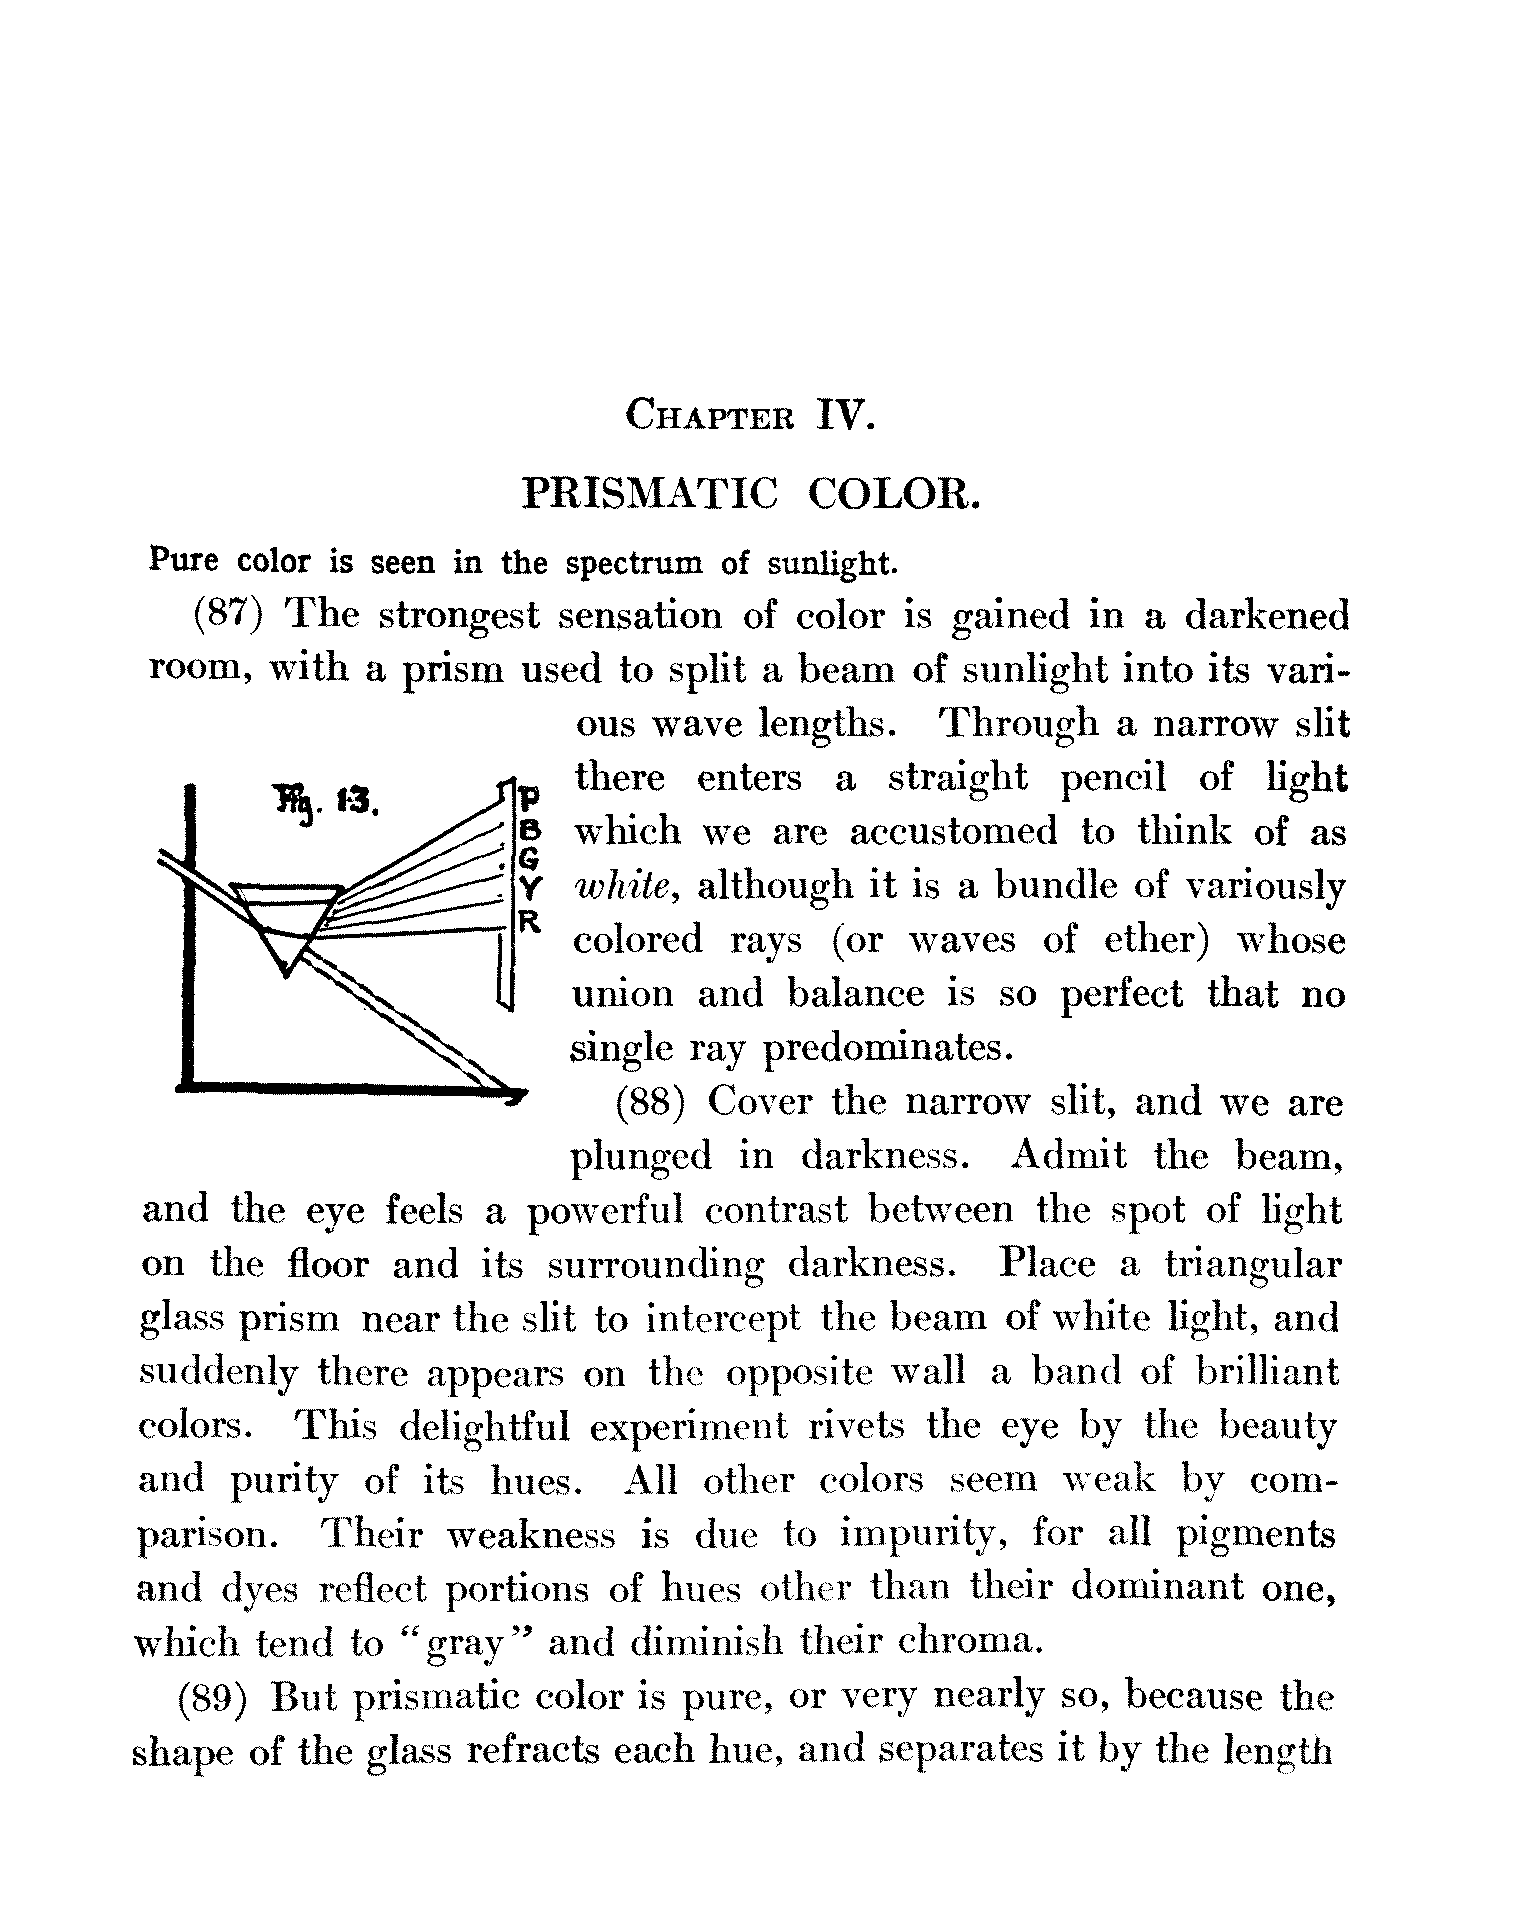 CHAPTER IV.
PRISMATIC COLOR.
Pure color is seen in the spectrum of sunlight.
(87) The strongest sensation of color is gained in a darkened
room, with a prism used to split a beam of sunlight into its vari-
ous wave lengths. Through a narrow slit
there enters a straight pencil of light
which we are accustomed to think of as
white, although it is a bundle of variously
colored rays (or waves of ether) whose
union and balance is so perfect that no
single ray predominates.
Fig. 13.
P
B
G
Y
R
(88) Cover the narrow slit, and we are
plunged in darkness. Admit the beam,
and the eye feels a powerful contrast between the spot of light
on the floor and its surrounding darkness. Place a triangular
glass prism near the slit to intercept the beam of white light, and
suddenly there appears on the opposite wall a band of brilliant
colors. This delightful experiment rivets the eye by the beauty
and purity of its hues. All other colors seem weak by com-
parison. Their weakness is due to impurity, for all pigments
and dyes reflect portions of hues other than their dominant one,
which tend to “gray” and diminish their chroma.
(89) But prismatic color is pure, or very nearly so, because the
shape of the glass refracts each hue, and separates it by the length